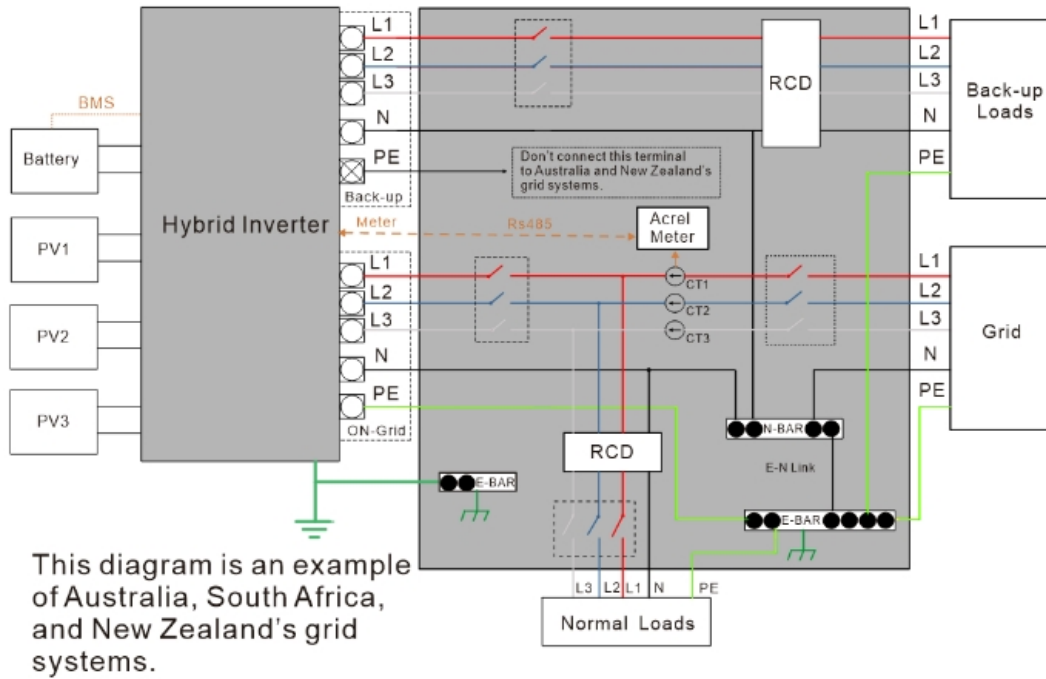 L1
L2
L3
N
PE
Back-up
RCD
L1
L2
L3
N
PE
Back-up
Loads
BMS
Battery
PV1
PV2
PV3
Hybrid Inverter
Don't connect this terminal
to Australia and New Zealand's
grid systems.
Meter
Rs485
Acrel
Meter
L1
L2
L3
N
PE
ON-Grid
CT1
CT2
CT3
L1
L2
L3
N
PE
Grid
RCD
N-BAR
E-N Link
E-BAR
E-BAR
L3 L2 L1 N PE
Normal Loads
This diagram is an example
of Australia, South Africa,
and New Zealand's grid
systems.